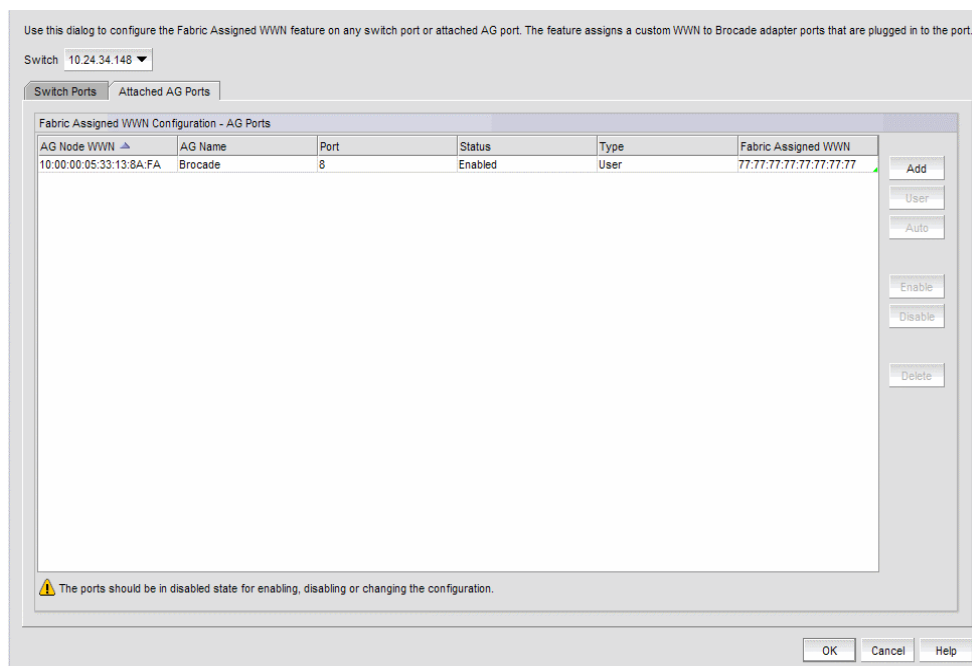 Use this dialog to configure the Fabric Assigned WWN feature on any switch port or attached AG port. The feature assigns a custom WWN to Brocade adapter ports that are plugged in to the port.
Switch 10.24.34.148
Switch Ports Attached AG Ports
Fabric Assigned WWN Configuration - AG Ports
AG Node WWN AG Name Port Status Type Fabric Assigned WWN
10:00:00:05:33:13:8A:FA Brocade 8 Enabled User 77:77:77:77:77:77:77:77
Add
User
Auto
Enable
Disable
Delete
The ports should be in disabled state for enabling, disabling or changing the configuration.
OK Cancel Help